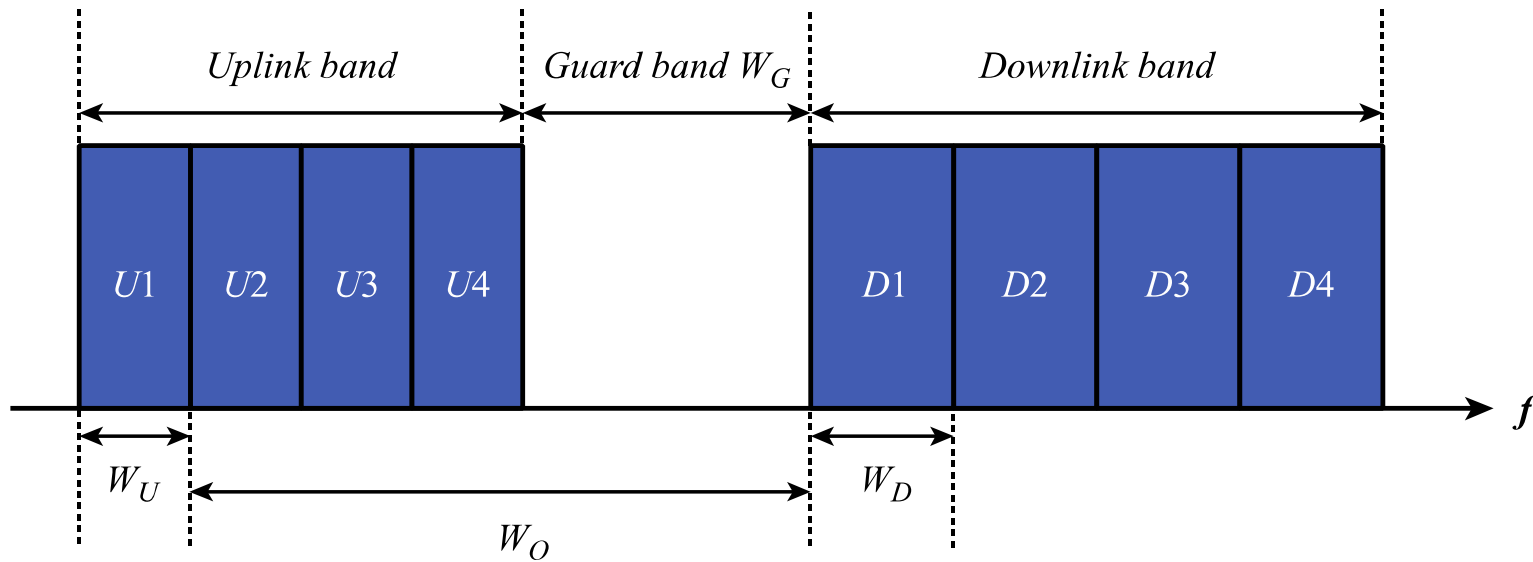 Uplink band
Guard band W_G
Downlink band
U1 U2 U3 U4 D1 D2 D3 D4
f
W_U W_D
W_O